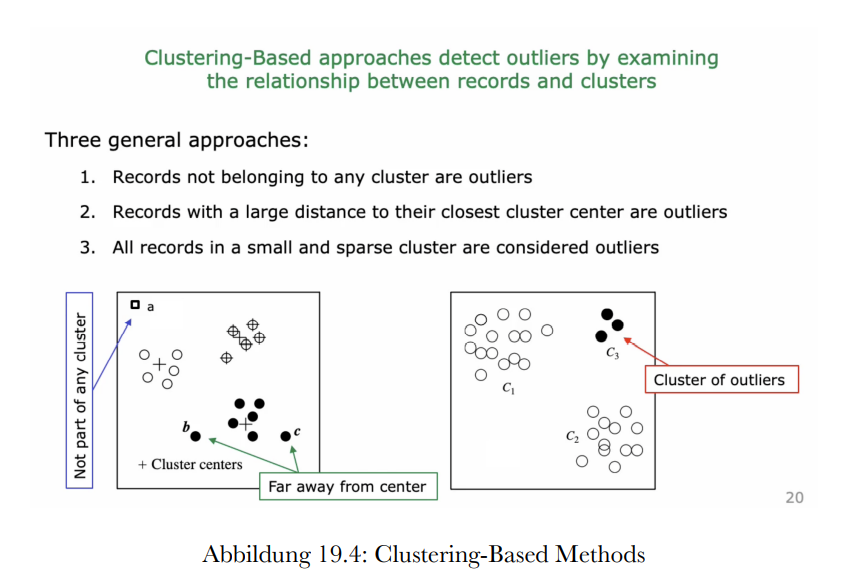 Clustering-Based approaches detect outliers by examining
the relationship between records and clusters
Three general approaches:
1. Records not belonging to any cluster are outliers
2. Records with a large distance to their closest cluster center are outliers
3. All records in a small and sparse cluster are considered outliers
Not part of any cluster
a
b
c
+ Cluster centers
Far away from center
C1
C2
C3
Cluster of outliers
20
Abbildung 19.4: Clustering-Based Methods